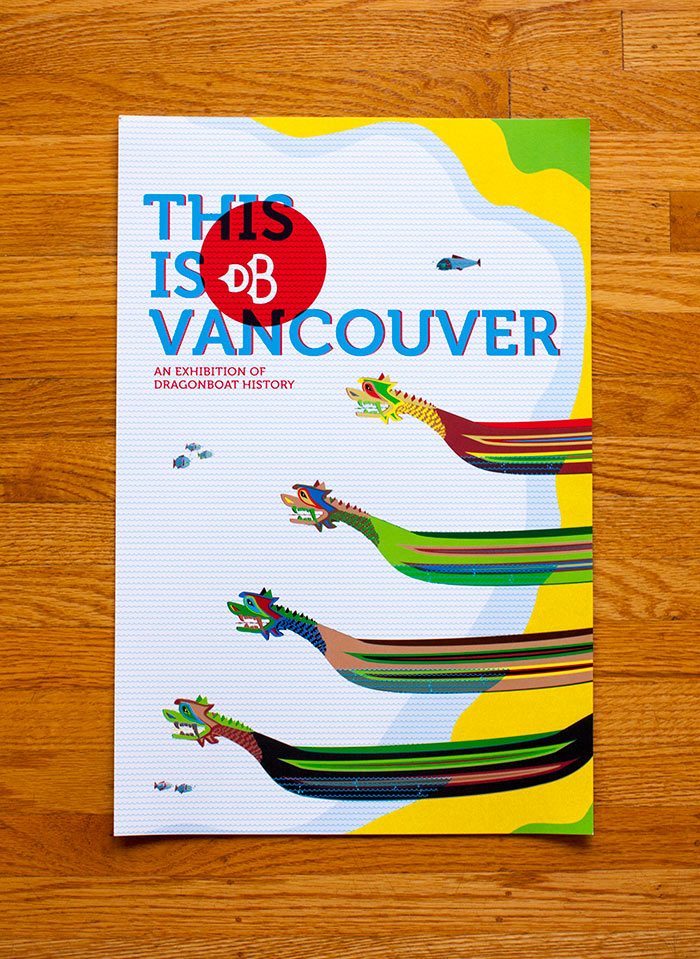 THIS
IS DB
VANCOUVER
AN EXHIBITION OF
DRAGONBOAT HISTORY